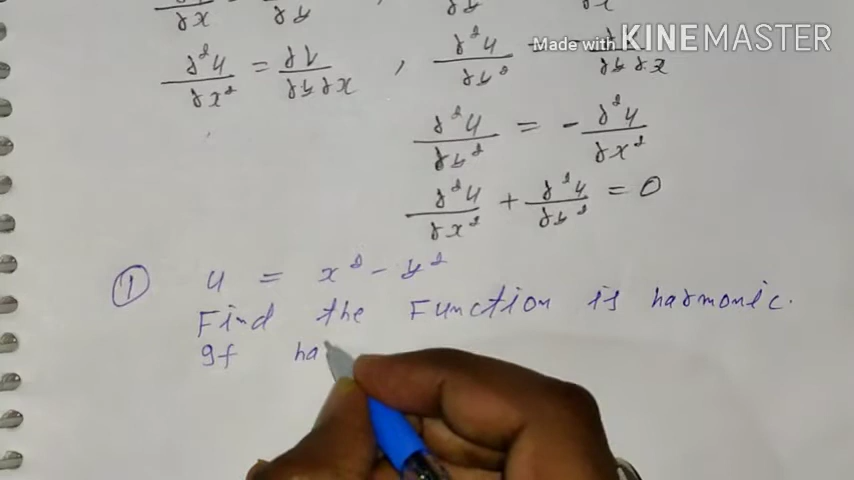 ∂x ∂y ∂y ∂x
∂²u/∂x² = ∂v/∂y∂x , ∂²u/∂y² = - ∂y∂x
Made with KINEMASTER
∂²u/∂y² = - ∂²u/∂x²
∂²u/∂x² + ∂²u/∂y² = 0
① u = x² - y²
Find the Function is harmonic.
If ha